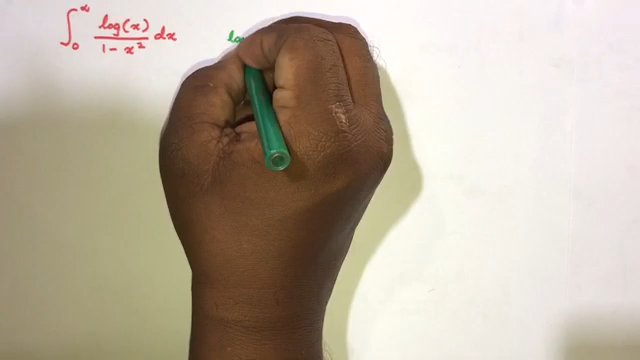 ∫₀^∞ log(x) / (1 - x²) dx